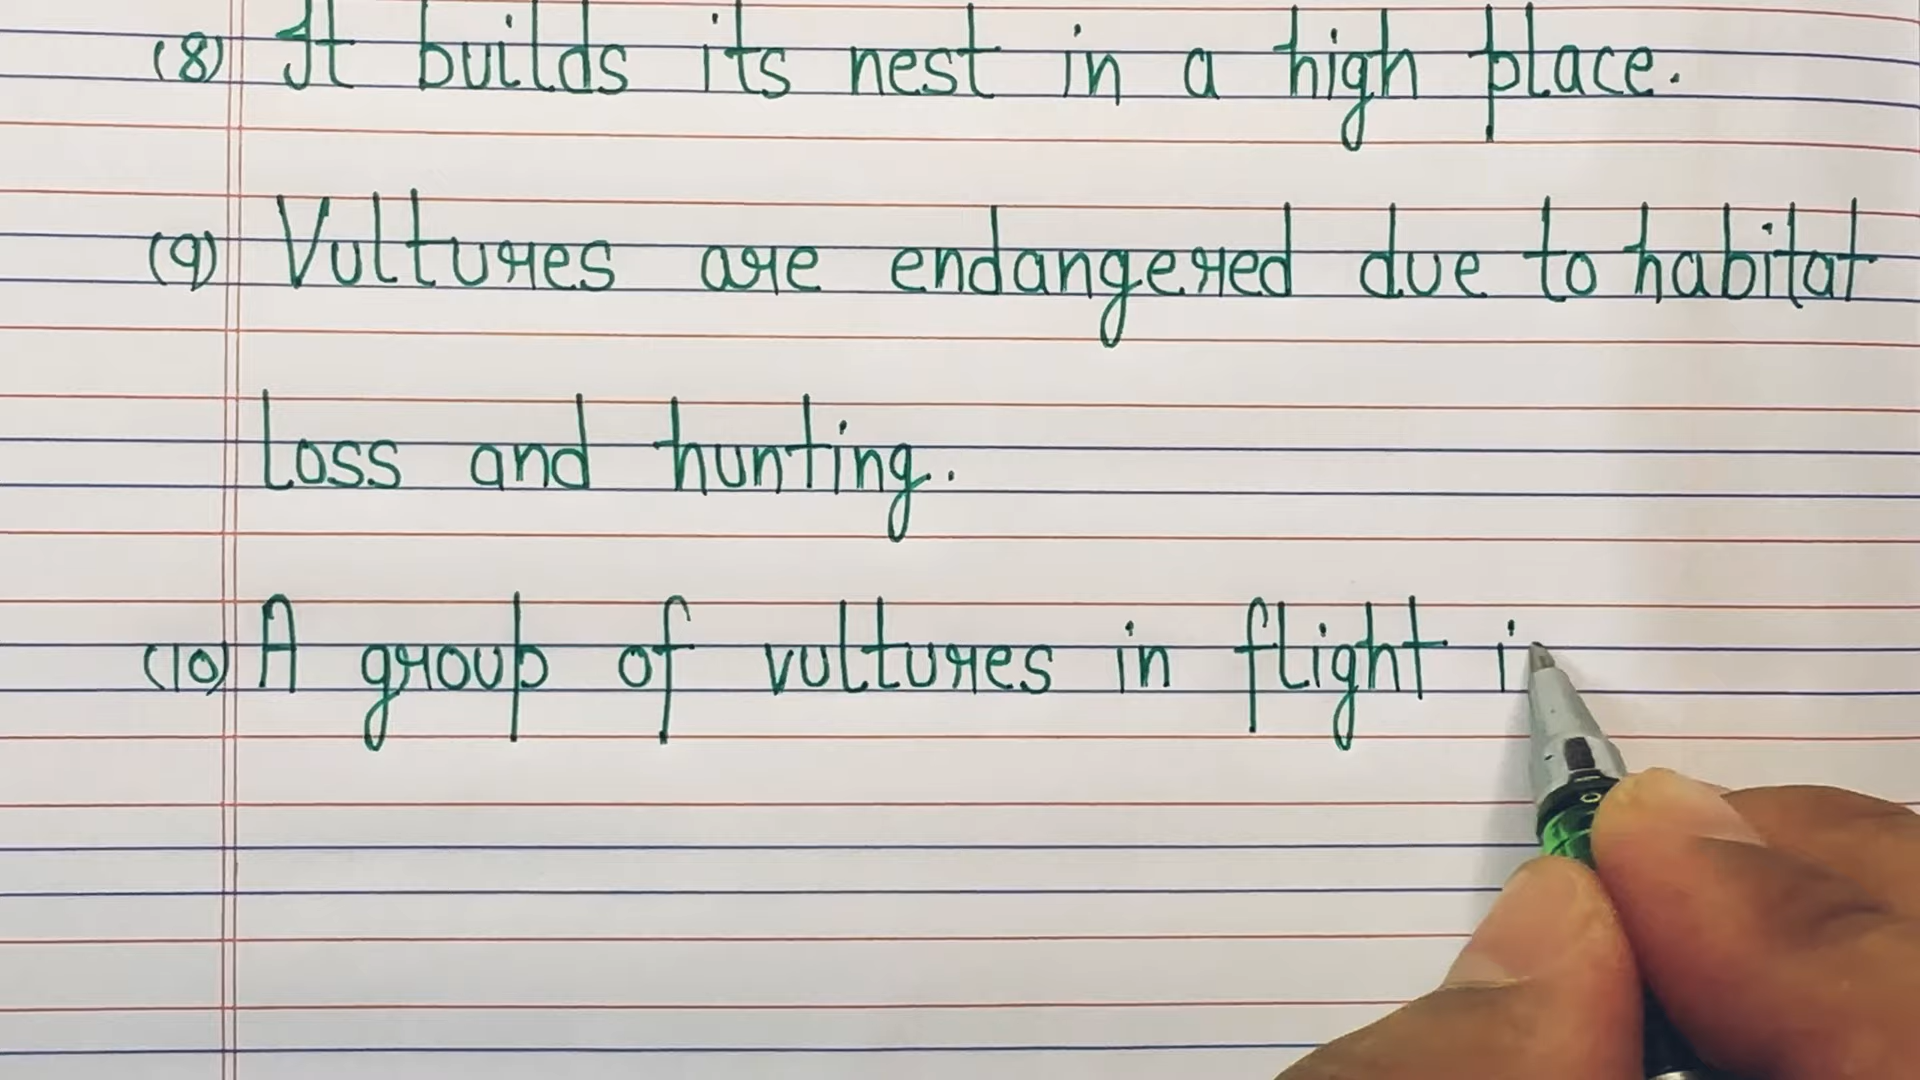 (8) It builds its nest in a high place.
(9) Vultures are endangered due to habitat
loss and hunting.
(10) A group of vultures in flight i